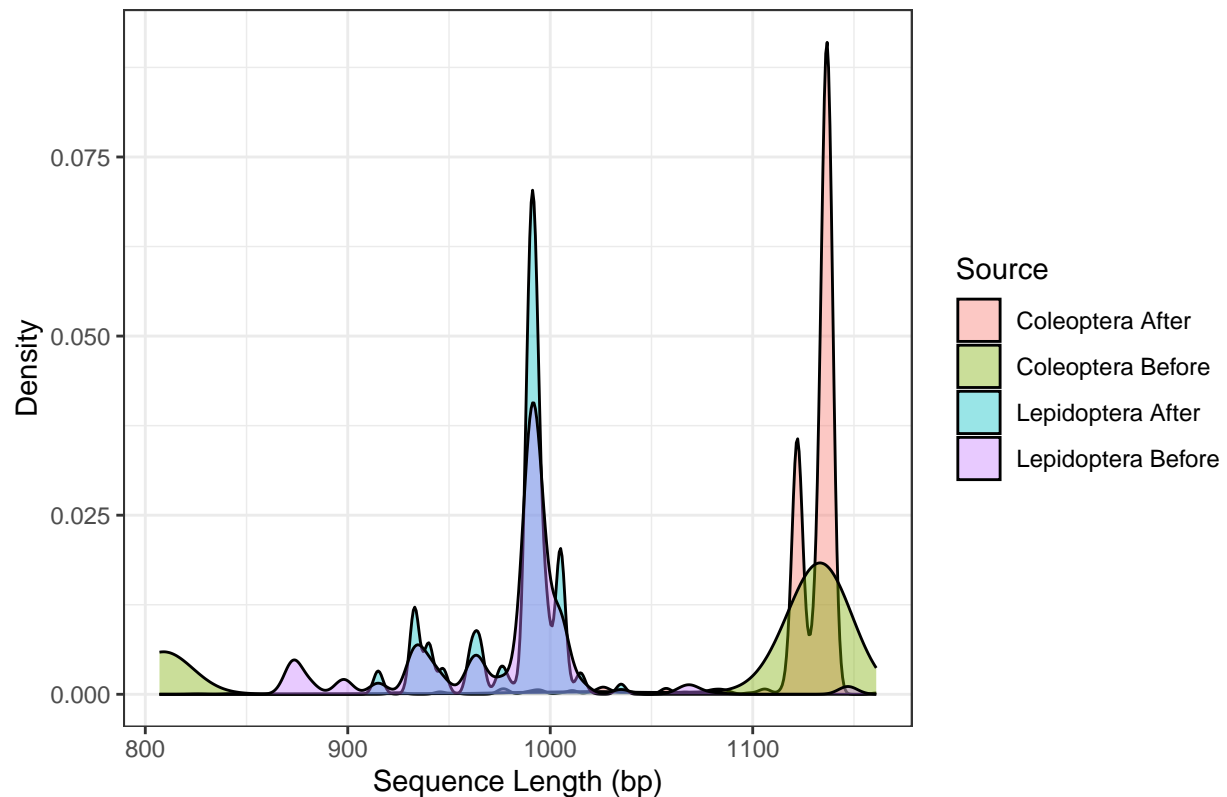 0.075
0.050
0.025
0.000
Density
800
900
1000
1100
Sequence Length (bp)
Source
Coleoptera After
Coleoptera Before
Lepidoptera After
Lepidoptera Before